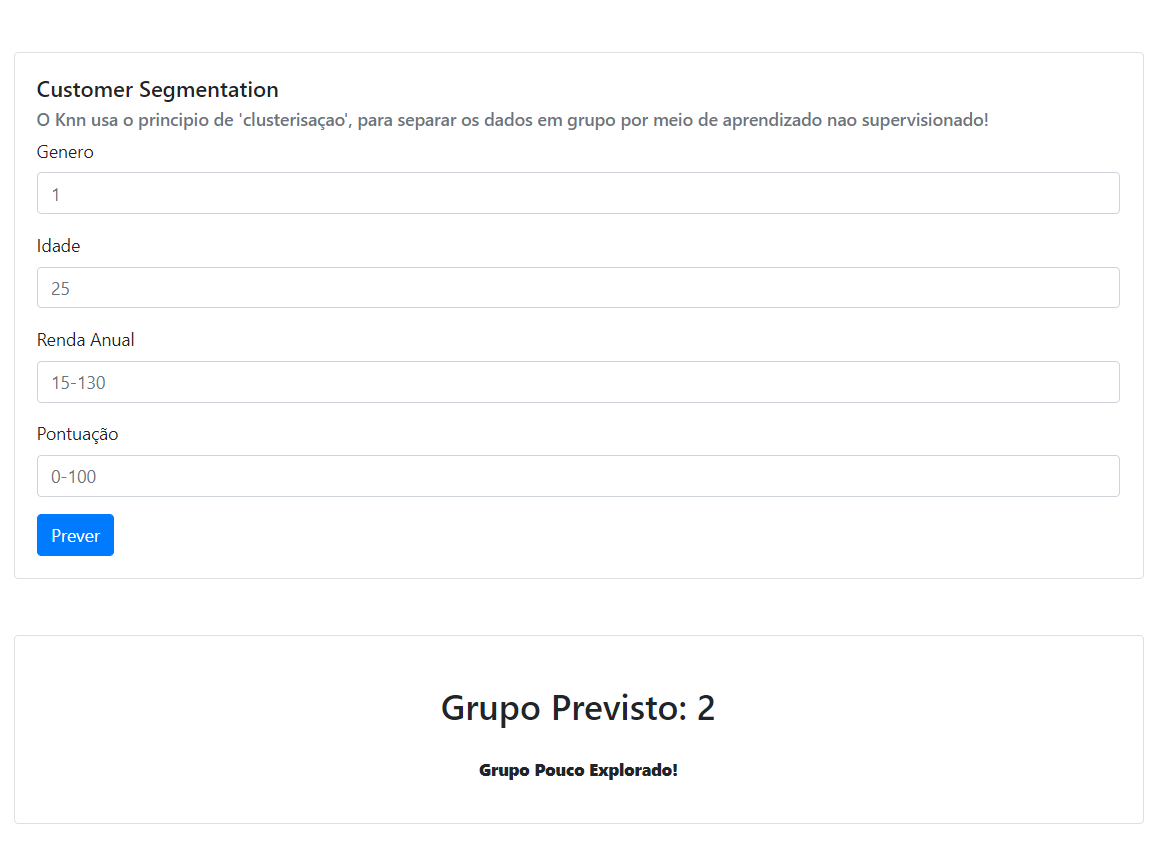 Customer Segmentation
O Knn usa o principio de 'clusterisaçao', para separar os dados em grupo por meio de aprendizado nao supervisionado!
Genero
1
Idade
25
Renda Anual
15-130
Pontuação
0-100
Prever
Grupo Previsto: 2
Grupo Pouco Explorado!